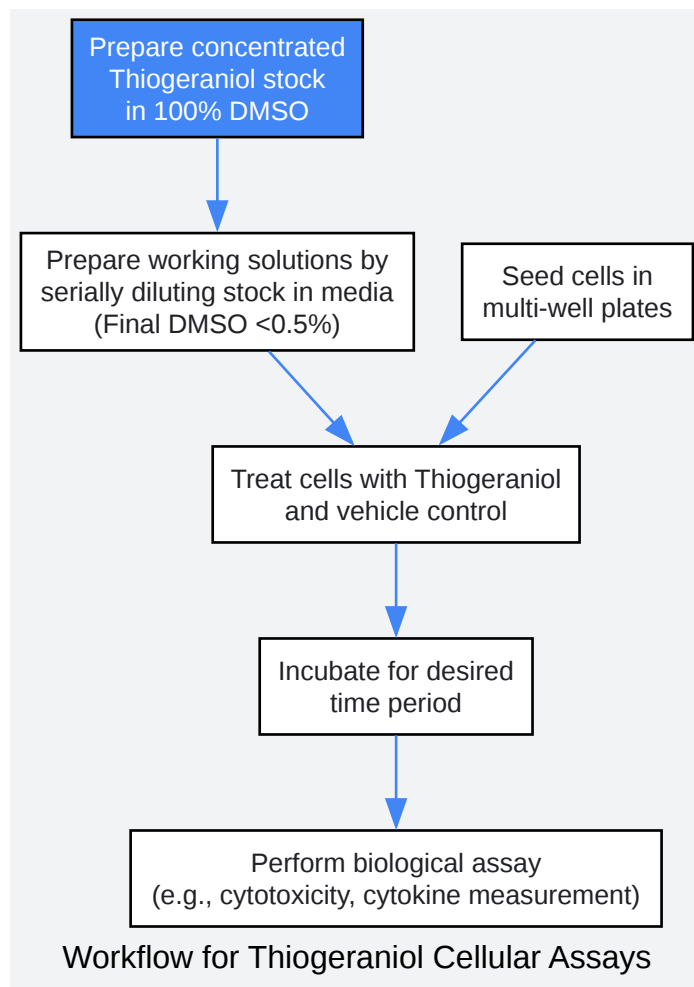 Prepare concentrated
Thiogeraniol stock
in 100% DMSO
Prepare working solutions by
serially diluting stock in media
(Final DMSO <0.5%)
Seed cells in
multi-well plates
Treat cells with Thiogeraniol
and vehicle control
Incubate for desired
time period
Perform biological assay
(e.g., cytotoxicity, cytokine measurement)
Workflow for Thiogeraniol Cellular Assays